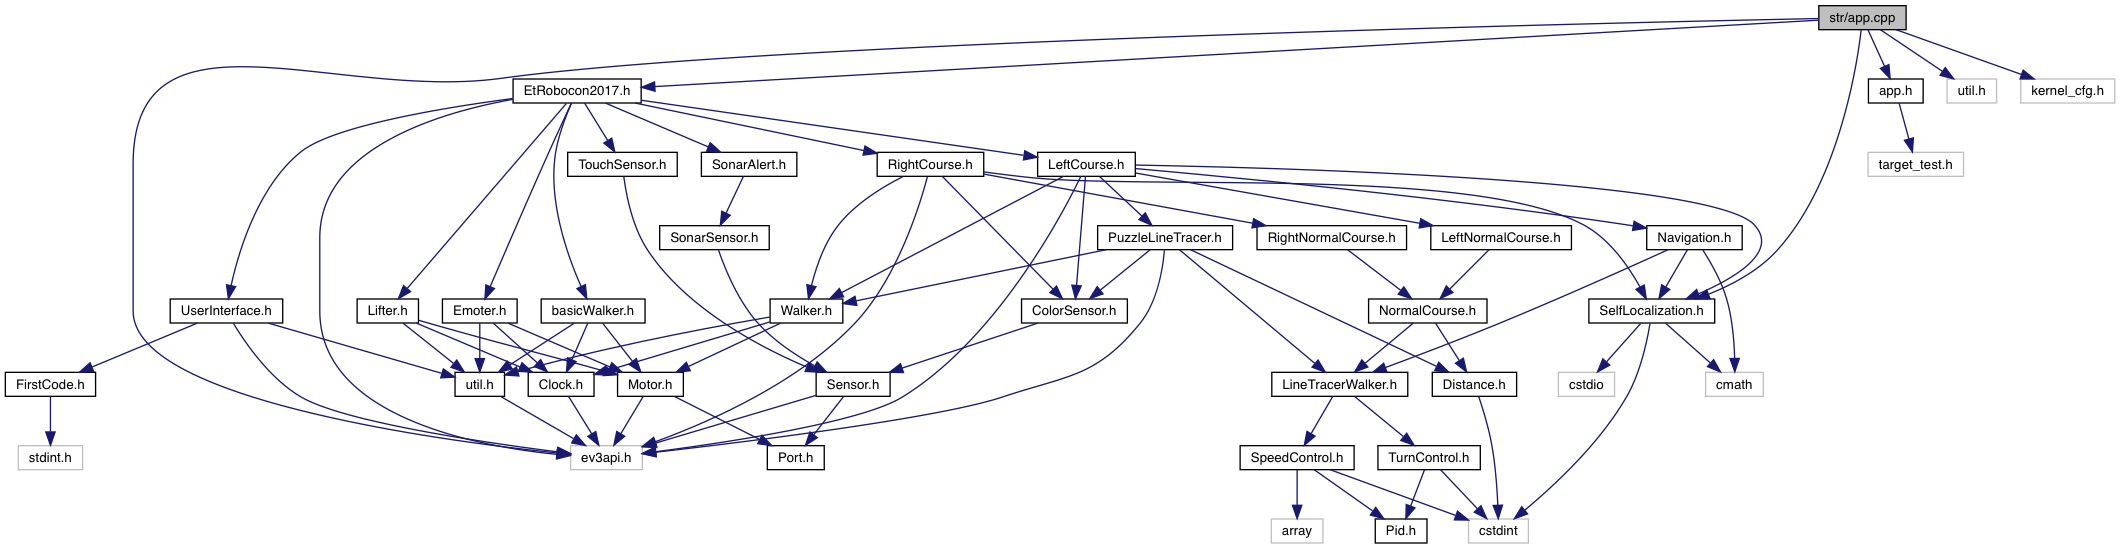 str/app.cpp
EtRobocon2017.h
app.h
util.h
kernel_cfg.h
TouchSensor.h
SonarAlert.h
RightCourse.h
LeftCourse.h
target_test.h
SonarSensor.h
PuzzleLineTracer.h
RightNormalCourse.h
LeftNormalCourse.h
Navigation.h
UserInterface.h
Lifter.h
Emoter.h
basicWalker.h
Walker.h
ColorSensor.h
NormalCourse.h
SelfLocalization.h
FirstCode.h
util.h
Clock.h
Motor.h
Sensor.h
LineTracerWalker.h
Distance.h
cstdio
cmath
stdint.h
ev3api.h
Port.h
SpeedControl.h
TurnControl.h
array
Pid.h
cstdint